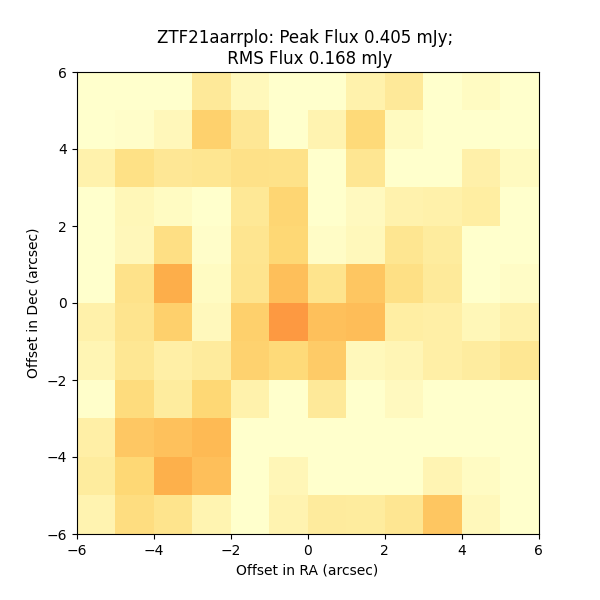 ZTF21aarrplo: Peak Flux 0.405 mJy;
RMS Flux 0.168 mJy
6
4
2
0
−2
−4
−6
Offset in Dec (arcsec)
−6 −4 −2 0 2 4 6
Offset in RA (arcsec)